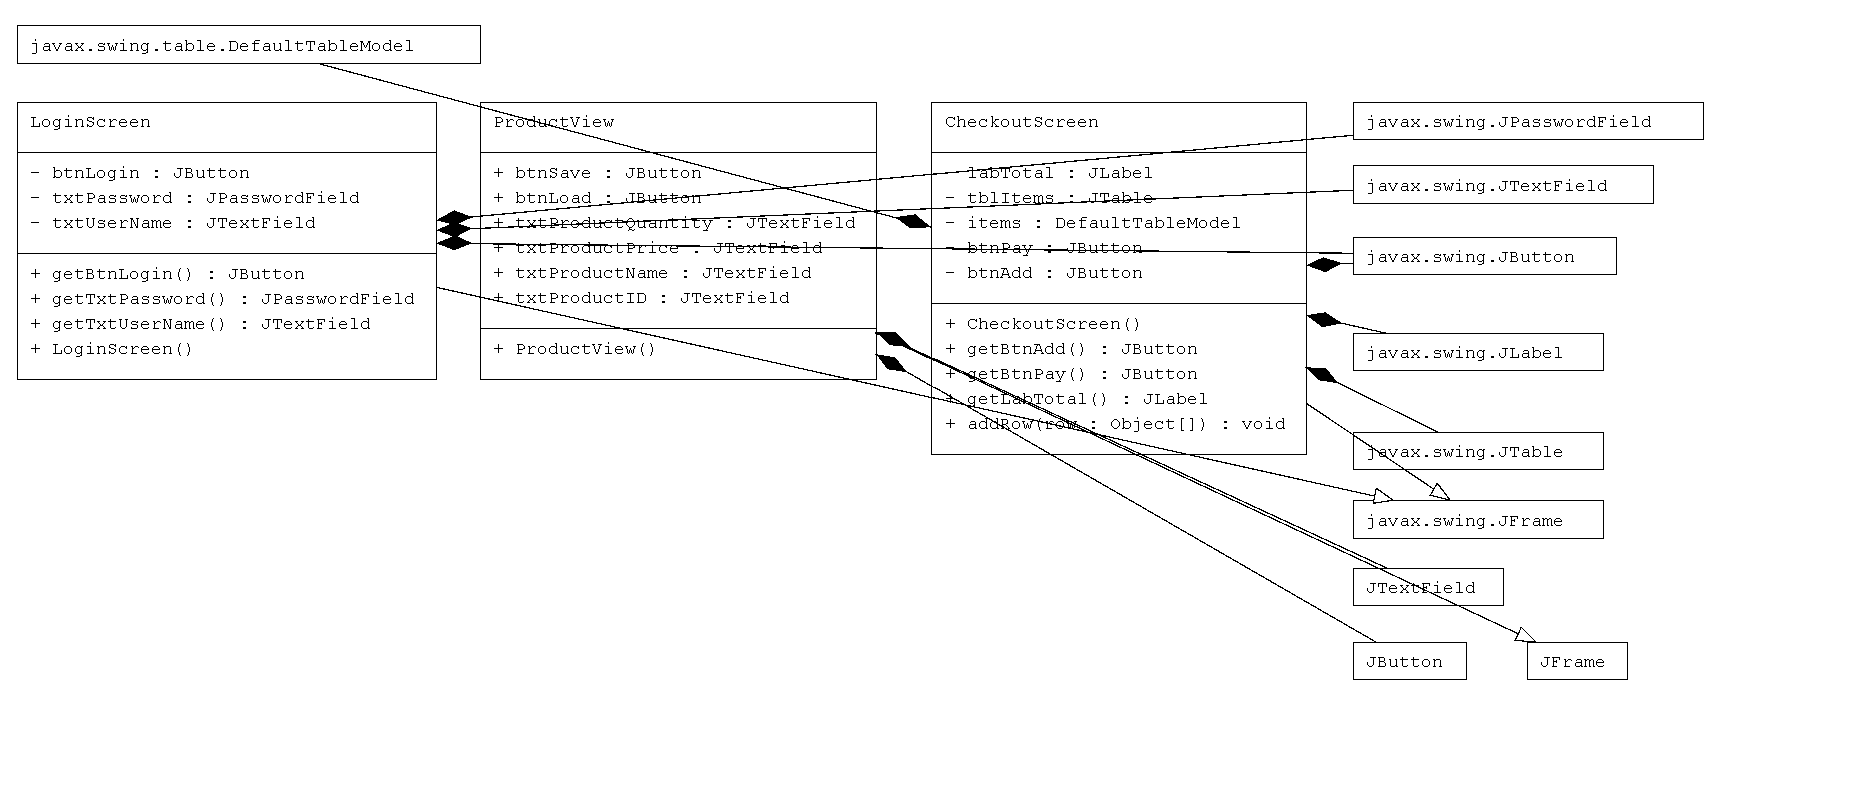 javax.swing.table.DefaultTableModel
LoginScreen
- btnLogin : JButton
- txtPassword : JPasswordField
- txtUserName : JTextField
+ getBtnLogin() : JButton
+ getTxtPassword() : JPasswordField
+ getTxtUserName() : JTextField
+ LoginScreen()
ProductView
+ btnSave : JButton
+ btnLoad : JButton
+ txtProductQuantity : JTextField
+ txtProductPrice : JTextField
+ txtProductName : JTextField
+ txtProductID : JTextField
+ ProductView()
CheckoutScreen
- labTotal : JLabel
- tblItems : JTable
- items : DefaultTableModel
- btnPay : JButton
- btnAdd : JButton
+ CheckoutScreen()
+ getBtnAdd() : JButton
+ getBtnPay() : JButton
+ getLabTotal() : JLabel
+ addRow(row : Object[]) : void
javax.swing.JPasswordField
javax.swing.JTextField
javax.swing.JButton
javax.swing.JLabel
javax.swing.JTable
javax.swing.JFrame
JTextField
JButton
JFrame